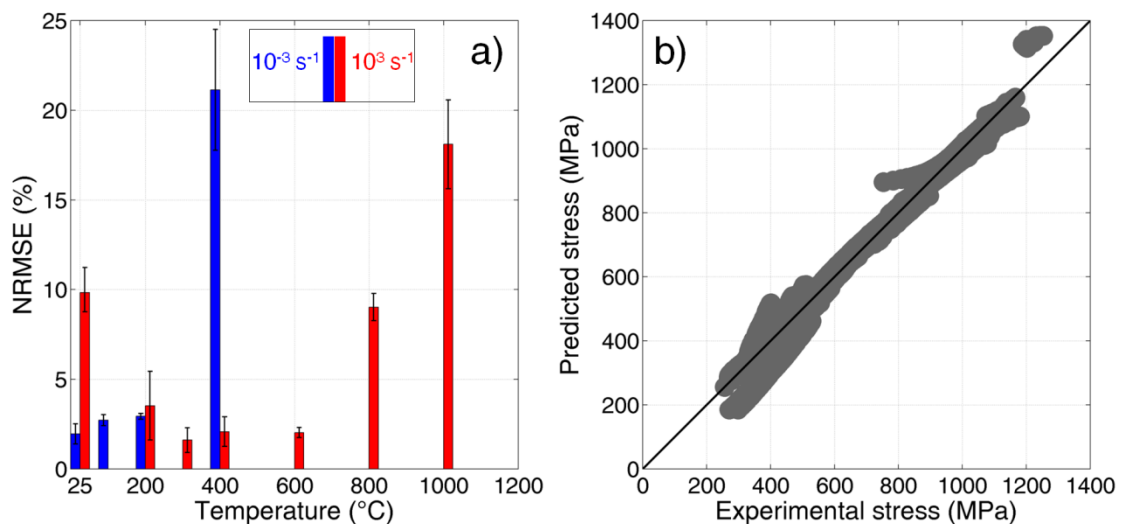 a)
10⁻³ s⁻¹ 10³ s⁻¹
25
20
15
10
5
0
NRMSE (%)
25 200 400 600 800 1000 1200
Temperature (°C)
b)
1400
1200
1000
800
600
400
200
0
Predicted stress (MPa)
0 200 400 600 800 1000 1200 1400
Experimental stress (MPa)